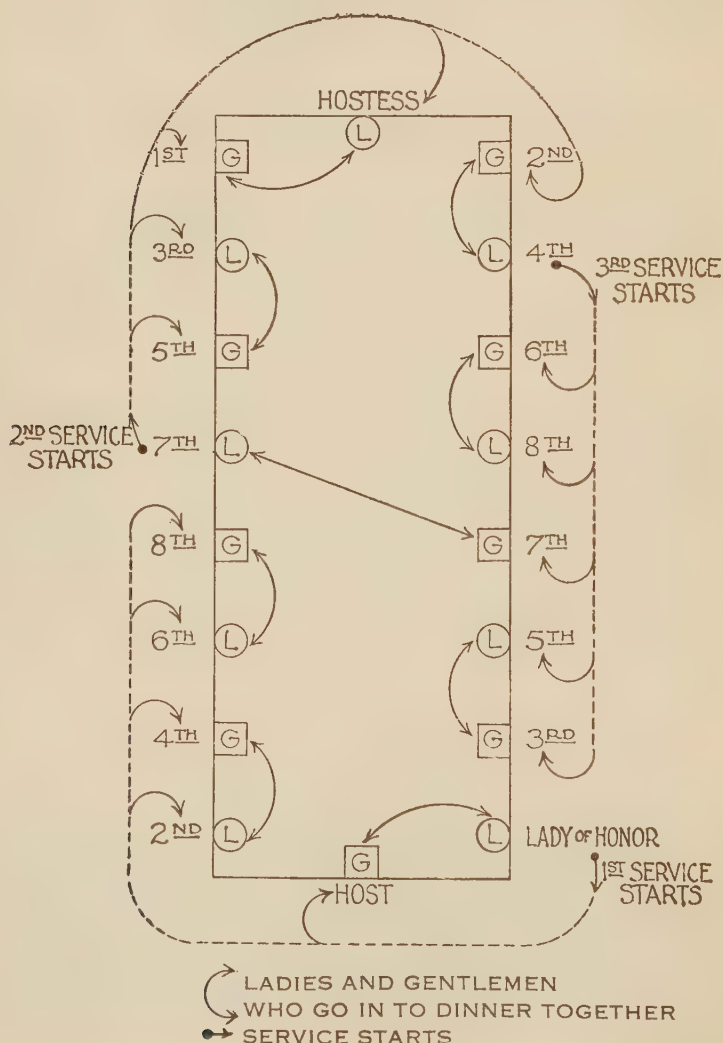 HOSTESS
L
1ST G G 2ND
3RD L L 4TH
3RD SERVICE
STARTS
5TH G G 6TH
2ND SERVICE
STARTS
7TH L L 8TH
8TH G G 7TH
6TH L L 5TH
4TH G G 3RD
2ND L L LADY OF HONOR
G
HOST
1ST SERVICE
STARTS
LADIES AND GENTLEMEN
WHO GO IN TO DINNER TOGETHER
SERVICE STARTS